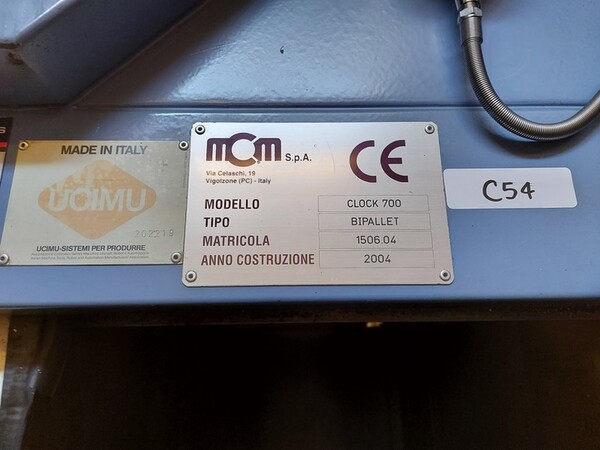 MADE IN ITALY
UCIMU
UCIMU-SISTEMI PER PRODURRE
mcm S.p.A.
Via Celaschi, 19
Vigolzone (PC) - Italy
CE
MODELLO CLOCK 700
TIPO BIPALLET
MATRICOLA 1506.04
ANNO COSTRUZIONE 2004
C54